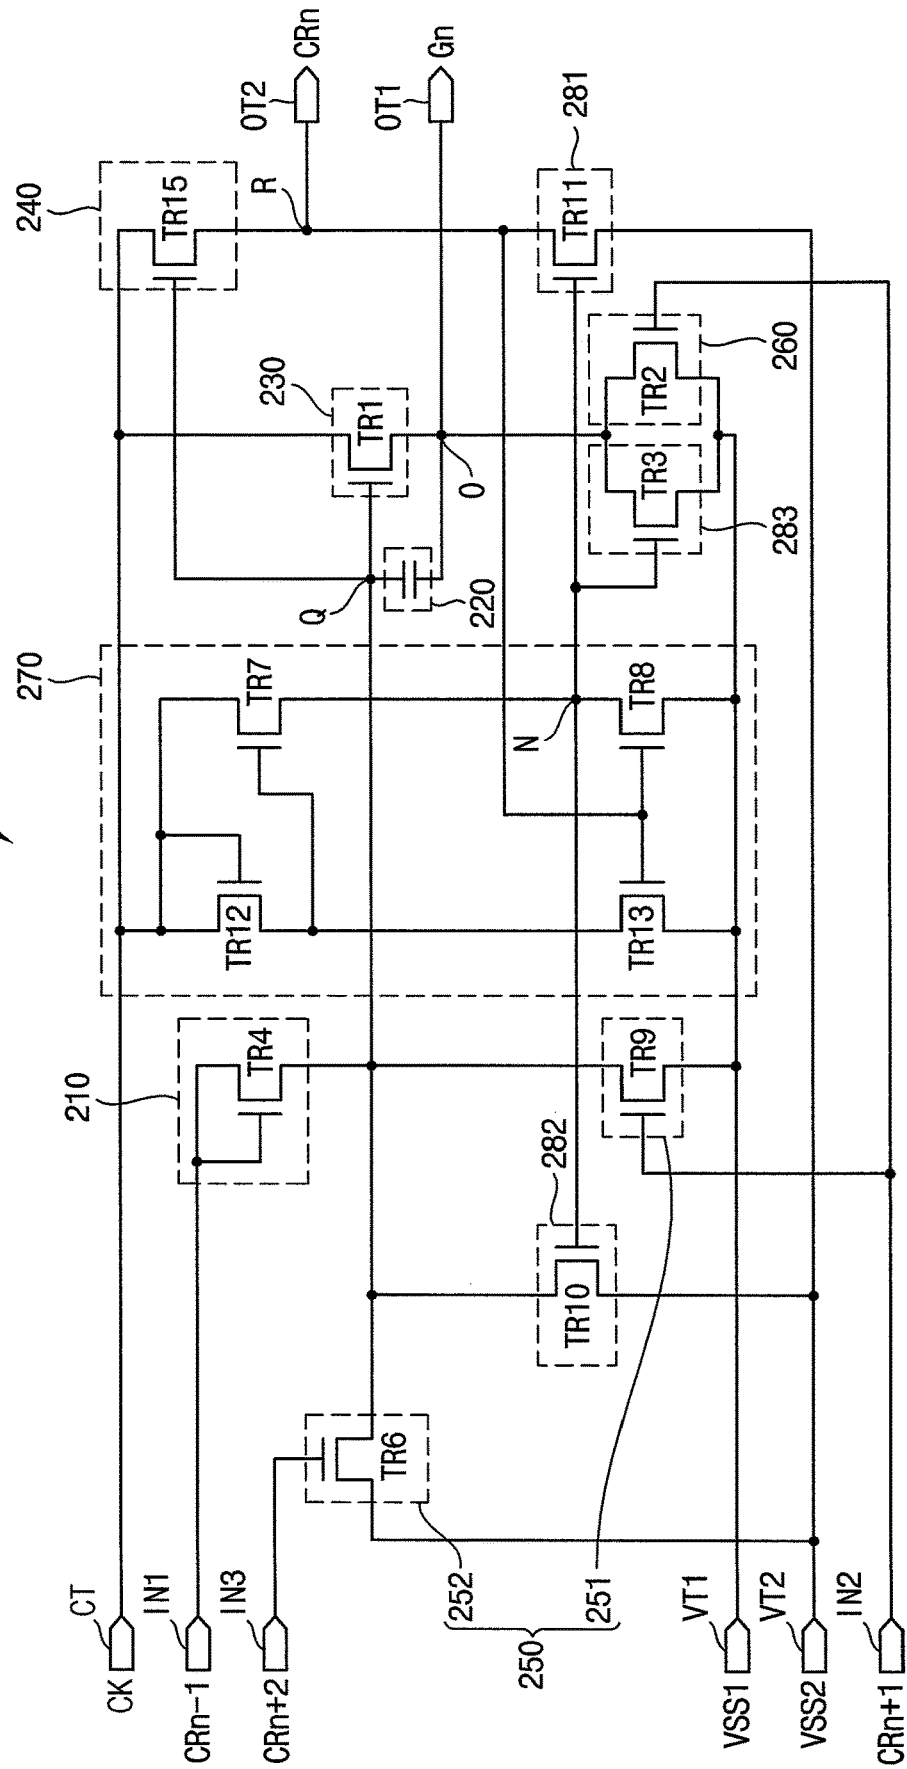 CRn
Gn
OT2
OT1
240
TR15
R
TR11
281
230
TR1
O
TR2
260
TR3
283
Q
220
270
TR7
N
TR8
TR12
TR13
210
TR4
TR9
282
TR10
TR6
252
251
250
CT
IN1
IN3
VT1
VT2
IN2
CK
CRn-1
CRn+2
VSS1
VSS2
CRn+1